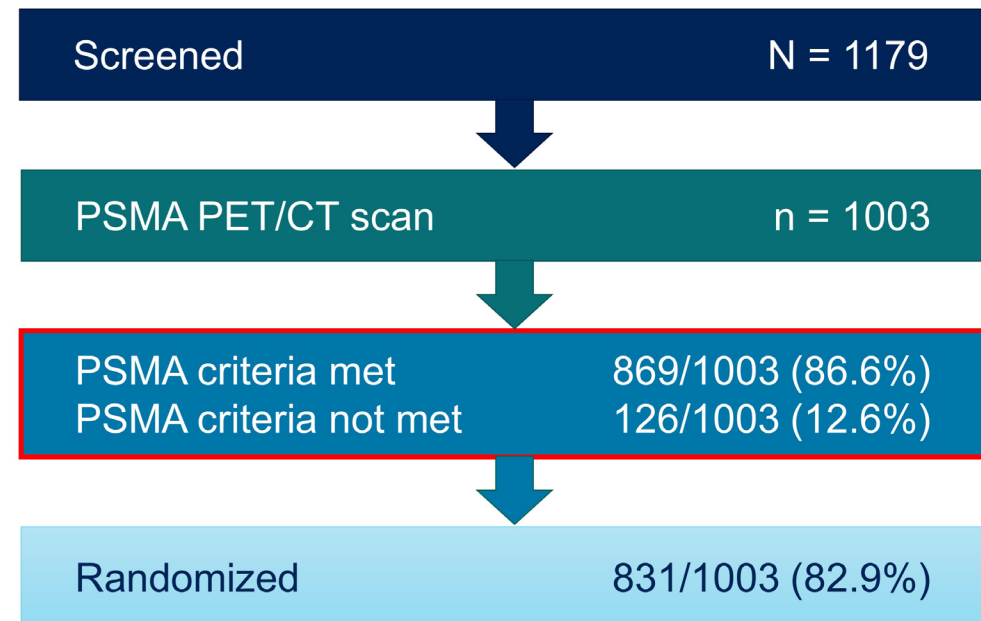 Screened N = 1179
PSMA PET/CT scan n = 1003
PSMA criteria met 869/1003 (86.6%)
PSMA criteria not met 126/1003 (12.6%)
Randomized 831/1003 (82.9%)